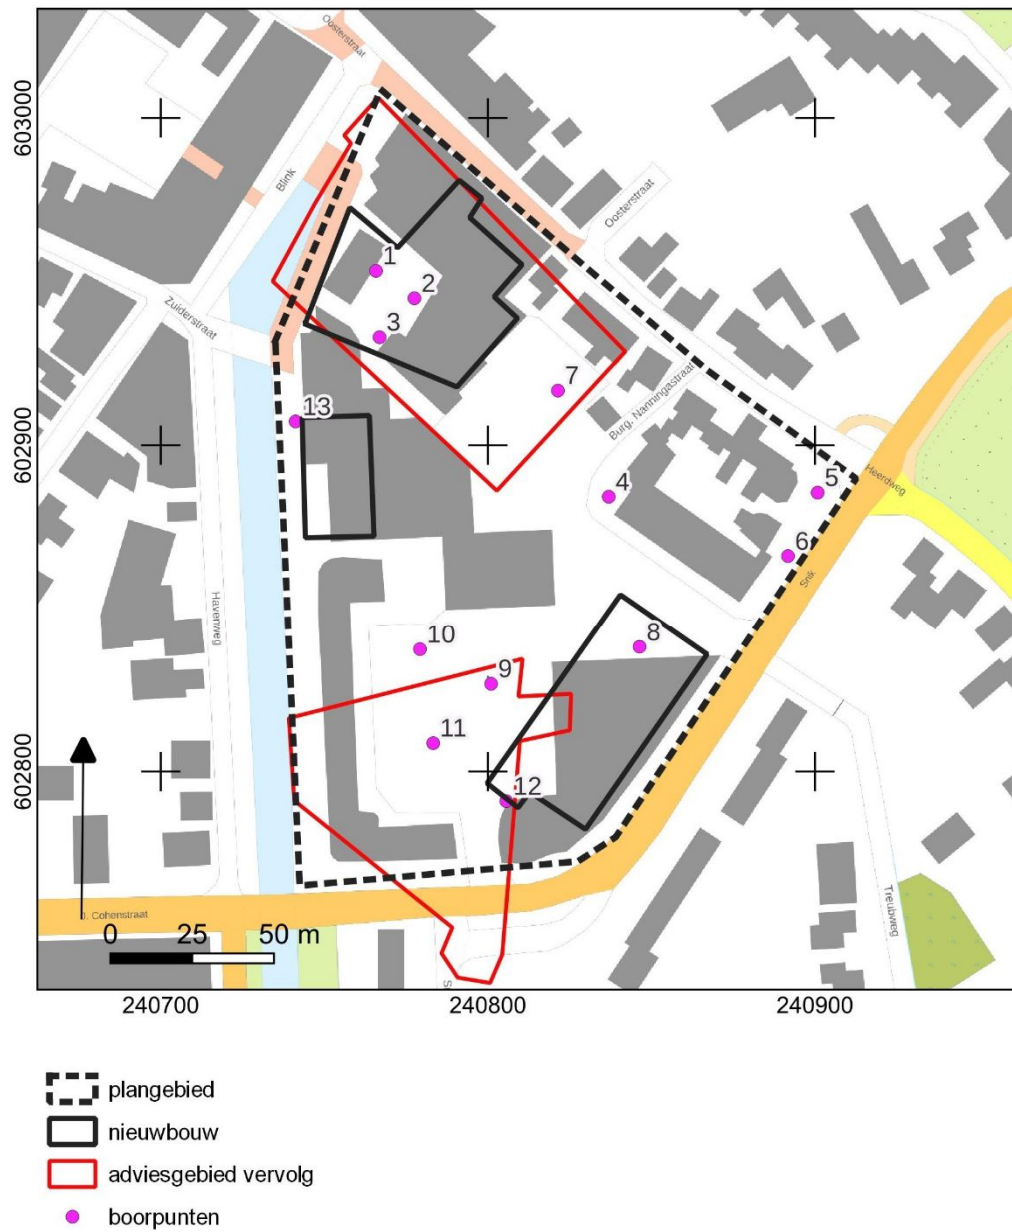 Oosterstraat
603000
Blink
Oosterstraat
1
2
Zuiderstraat
3
7
Burg. Nanningastraat
13
602900
4
5
Heerdweg
6
Snik
Havenweg
8
10
9
11
602800
12
J. Cohenstraat
Treubweg
0 25 50 m
S
240700 240800 240900
plangebied
nieuwbouw
adviesgebied vervolg
boorpunten